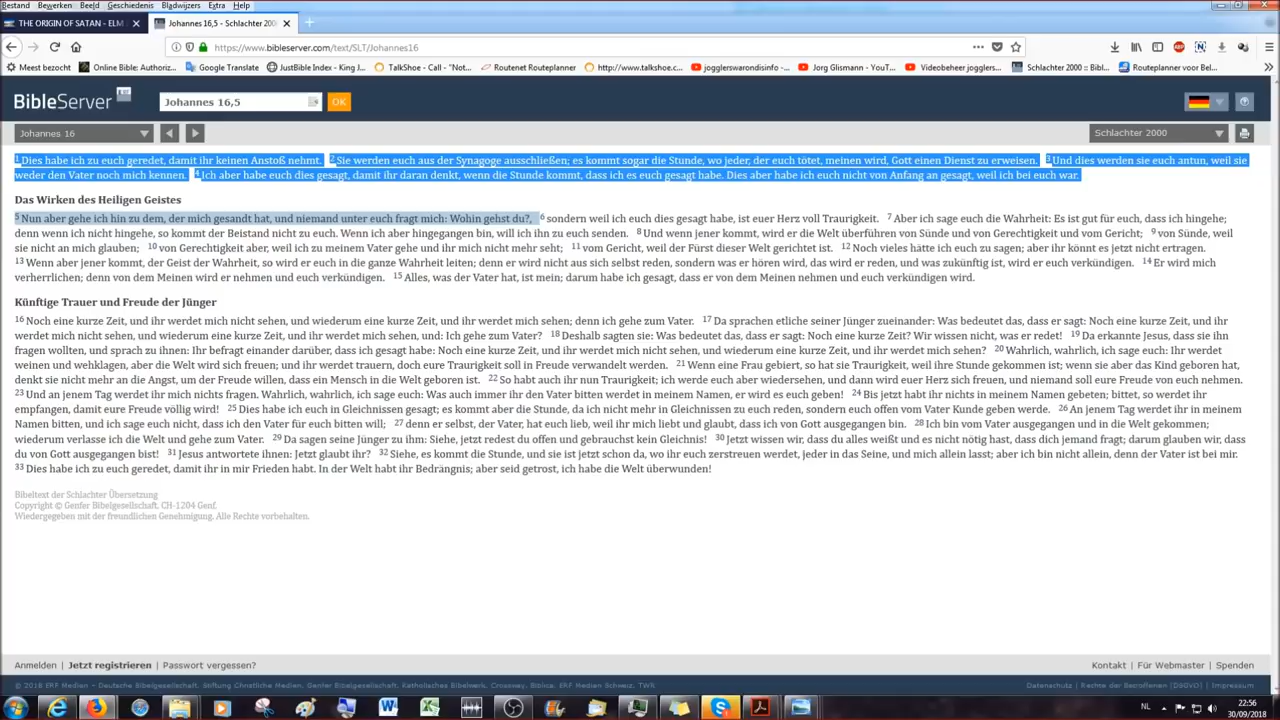 Bestand Bewerken Beeld Bladwijzers Extra Help
THE ORIGIN OF SATAN - ELM
Johannes 16,5 - Schlachter 200
https://www.bibleserver.com/text/SLT/Johannes16
Meest bezocht Online Bible: Authoriz... Google Translate JustBible Index - King J... TalkShoe - Call - "Not... Routenet Routeplanner http://www.talkshoe.c... jogglerswarondisinfo - ... Jorg Glismann - YouT... Videobeheer jogglers... Schlachter 2000 :: Bibl... Routeplanner voor Bel...
BibleServer
Johannes 16,5 OK
Johannes 16
Schlachter 2000
1 Dies habe ich zu euch geredet, damit ihr keinen Anstoß nehmt. 2 Sie werden euch aus der Synagoge ausschließen; es kommt sogar die Stunde, wo jeder, der euch tötet, meinen wird, Gott einen Dienst zu erweisen. 3 Und dies werden sie euch antun, weil sie
weder den Vater noch mich kennen. 4 Ich aber habe euch dies gesagt, damit ihr daran denkt, wenn die Stunde kommt, dass ich es euch gesagt habe. Dies aber habe ich euch nicht von Anfang an gesagt, weil ich bei euch war.
Das Wirken des Heiligen Geistes
5 Nun aber gehe ich hin zu dem, der mich gesandt hat, und niemand unter euch fragt mich: Wohin gehst du?, 6 sondern weil ich euch dies gesagt habe, ist euer Herz voll Traurigkeit. 7 Aber ich sage euch die Wahrheit: Es ist gut für euch, dass ich hingehe;
denn wenn ich nicht hingehe, so kommt der Beistand nicht zu euch. Wenn ich aber hingegangen bin, will ich ihn zu euch senden. 8 Und wenn jener kommt, wird er die Welt überführen von Sünde und von Gerechtigkeit und vom Gericht; 9 von Sünde, weil
sie nicht an mich glauben; 10 von Gerechtigkeit aber, weil ich zu meinem Vater gehe und ihr mich nicht mehr seht; 11 vom Gericht, weil der Fürst dieser Welt gerichtet ist. 12 Noch vieles hätte ich euch zu sagen; aber ihr könnt es jetzt nicht ertragen.
13 Wenn aber jener kommt, der Geist der Wahrheit, so wird er euch in die ganze Wahrheit leiten; denn er wird nicht aus sich selbst reden, sondern was er hören wird, das wird er reden, und was zukünftig ist, wird er euch verkündigen. 14 Er wird mich
verherrlichen; denn von dem Meinen wird er nehmen und euch verkündigen. 15 Alles, was der Vater hat, ist mein; darum habe ich gesagt, dass er von dem Meinen nehmen und euch verkündigen wird.
Künftige Trauer und Freude der Jünger
16 Noch eine kurze Zeit, und ihr werdet mich nicht sehen, und wiederum eine kurze Zeit, und ihr werdet mich sehen; denn ich gehe zum Vater. 17 Da sprachen etliche seiner Jünger zueinander: Was bedeutet das, dass er sagt: Noch eine kurze Zeit, und ihr
werdet mich nicht sehen, und wiederum eine kurze Zeit, und ihr werdet mich sehen, und: Ich gehe zum Vater? 18 Deshalb sagten sie: Was bedeutet das, dass er sagt: Noch eine kurze Zeit? Wir wissen nicht, was er redet! 19 Da erkannte Jesus, dass sie ihn
fragen wollten, und sprach zu ihnen: Ihr befragt einander darüber, dass ich gesagt habe: Noch eine kurze Zeit, und ihr werdet mich nicht sehen, und wiederum eine kurze Zeit, und ihr werdet mich sehen? 20 Wahrlich, wahrlich, ich sage euch: Ihr werdet
weinen und wehklagen, aber die Welt wird sich freuen; und ihr werdet trauern, doch eure Traurigkeit soll in Freude verwandelt werden. 21 Wenn eine Frau gebiert, so hat sie Traurigkeit, weil ihre Stunde gekommen ist; wenn sie aber das Kind geboren hat,
denkt sie nicht mehr an die Angst, um der Freude willen, dass ein Mensch in die Welt geboren ist. 22 So habt auch ihr nun Traurigkeit; ich werde euch aber wiedersehen, und dann wird euer Herz sich freuen, und niemand soll eure Freude von euch nehmen.
23 Und an jenem Tag werdet ihr mich nichts fragen. Wahrlich, wahrlich, ich sage euch: Was auch immer ihr den Vater bitten werdet in meinem Namen, er wird es euch geben! 24 Bis jetzt habt ihr nichts in meinem Namen gebeten; bittet, so werdet ihr
empfangen, damit eure Freude völlig wird! 25 Dies habe ich euch in Gleichnissen gesagt; es kommt aber die Stunde, da ich nicht mehr in Gleichnissen zu euch reden, sondern euch offen vom Vater Kunde geben werde. 26 An jenem Tag werdet ihr in meinem
Namen bitten, und ich sage euch nicht, dass ich den Vater für euch bitten will; 27 denn er selbst, der Vater, hat euch lieb, weil ihr mich liebt und glaubt, dass ich von Gott ausgegangen bin. 28 Ich bin vom Vater ausgegangen und in die Welt gekommen;
wiederum verlasse ich die Welt und gehe zum Vater. 29 Da sagen seine Jünger zu ihm: Siehe, jetzt redest du offen und gebrauchst kein Gleichnis! 30 Jetzt wissen wir, dass du alles weißt und es nicht nötig hast, dass dich jemand fragt; darum glauben wir, dass
du von Gott ausgegangen bist! 31 Jesus antwortete ihnen: Jetzt glaubt ihr? 32 Siehe, es kommt die Stunde, und sie ist jetzt schon da, wo ihr euch zerstreuen werdet, jeder in das Seine, und mich allein lasst; aber ich bin nicht allein, denn der Vater ist bei mir.
33 Dies habe ich zu euch geredet, damit ihr in mir Frieden habt. In der Welt habt ihr Bedrängnis; aber seid getrost, ich habe die Welt überwunden!
Bibeltext der Schlachter Übersetzung
Copyright © Genfer Bibelgesellschaft, CH-1204 Genf.
Wiedergegeben mit der freundlichen Genehmigung. Alle Rechte vorbehalten.
Anmelden | Jetzt registrieren | Passwort vergessen?
Kontakt | Für Webmaster | Spenden
© 2016 ERF Medien - Deutsche Bibelgesellschaft, Stiftung Christliche Medien, Genfer Bibelgesellschaft, Katholisches Bibelwerk, Crossway, Biblica, ERF Medien Schweiz, TWR
Datenschutz | Rechte der Betroffenen (DSGVO) | Impressum
NL
22:56
30/09/2018